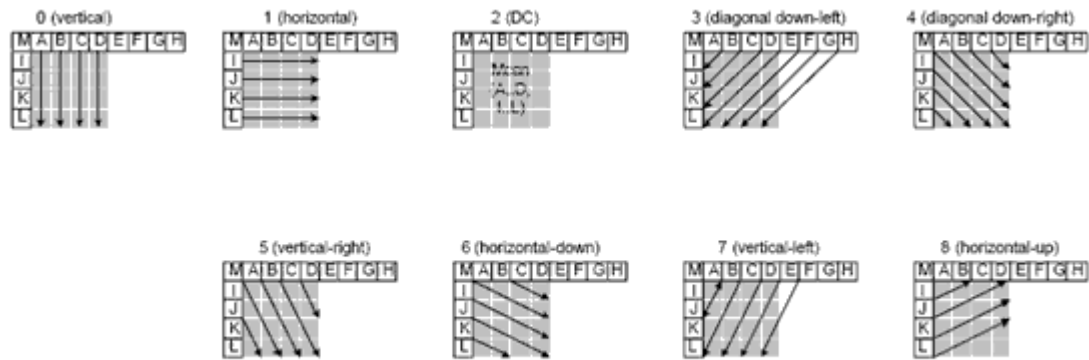 0 (vertical)
M A B C D E F G H
I
J
K
L
1 (horizontal)
M A B C D E F G H
I
J
K
L
2 (DC)
M A B C D E F G H
I
J
K
L
Mean
(A..D
I..L)
3 (diagonal down-left)
M A B C D E F G H
I
J
K
L
4 (diagonal down-right)
M A B C D E F G H
I
J
K
L
5 (vertical-right)
M A B C D E F G H
I
J
K
L
6 (horizontal-down)
M A B C D E F G H
I
J
K
L
7 (vertical-left)
M A B C D E F G H
I
J
K
L
8 (horizontal-up)
M A B C D E F G H
I
J
K
L